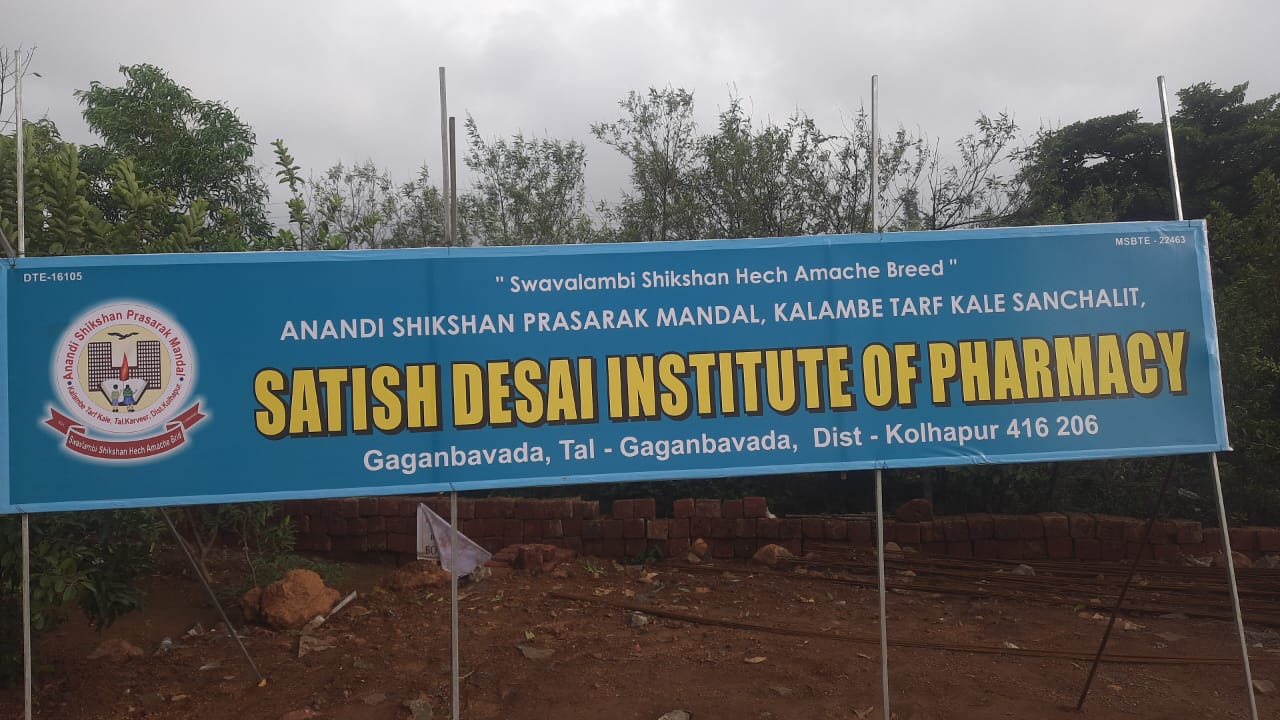 DTE-16105
MSBTE - 22463
" Swavalambi Shikshan Hech Amache Breed "
ANANDI SHIKSHAN PRASARAK MANDAL, KALAMBE TARF KALE SANCHALIT,
SATISH DESAI INSTITUTE OF PHARMACY
Gaganbavada, Tal - Gaganbavada, Dist - Kolhapur 416 206
Anandi Shikshan Prasarak Mandal
Kalambe Tarf Kale, Tal.Karveer, Dist.Kolhapur
Swavalambi Shikshan Hech Amache Brid
BO